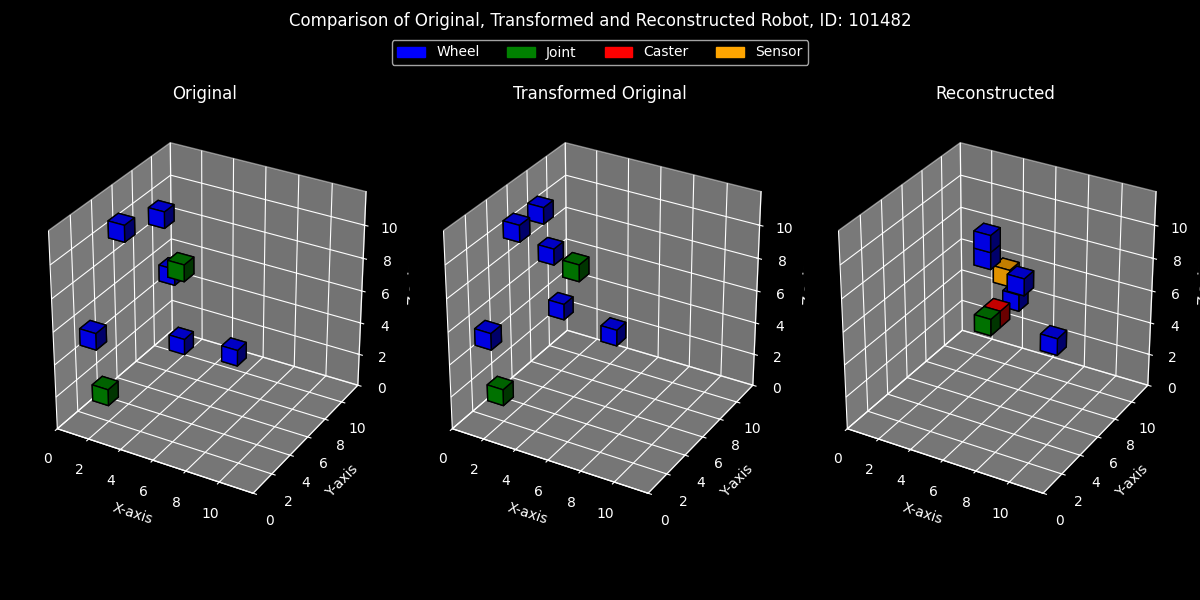 Comparison of Original, Transformed and Reconstructed Robot, ID: 101482
Wheel Joint Caster Sensor
Original
Transformed Original
Reconstructed
0 2 4 6 8 10
X-axis
0 2 4 6 8 10
Y-axis
0 2 4 6 8 10
0 2 4 6 8 10
X-axis
0 2 4 6 8 10
Y-axis
0 2 4 6 8 10
0 2 4 6 8 10
X-axis
0 2 4 6 8 10
Y-axis
0 2 4 6 8 10